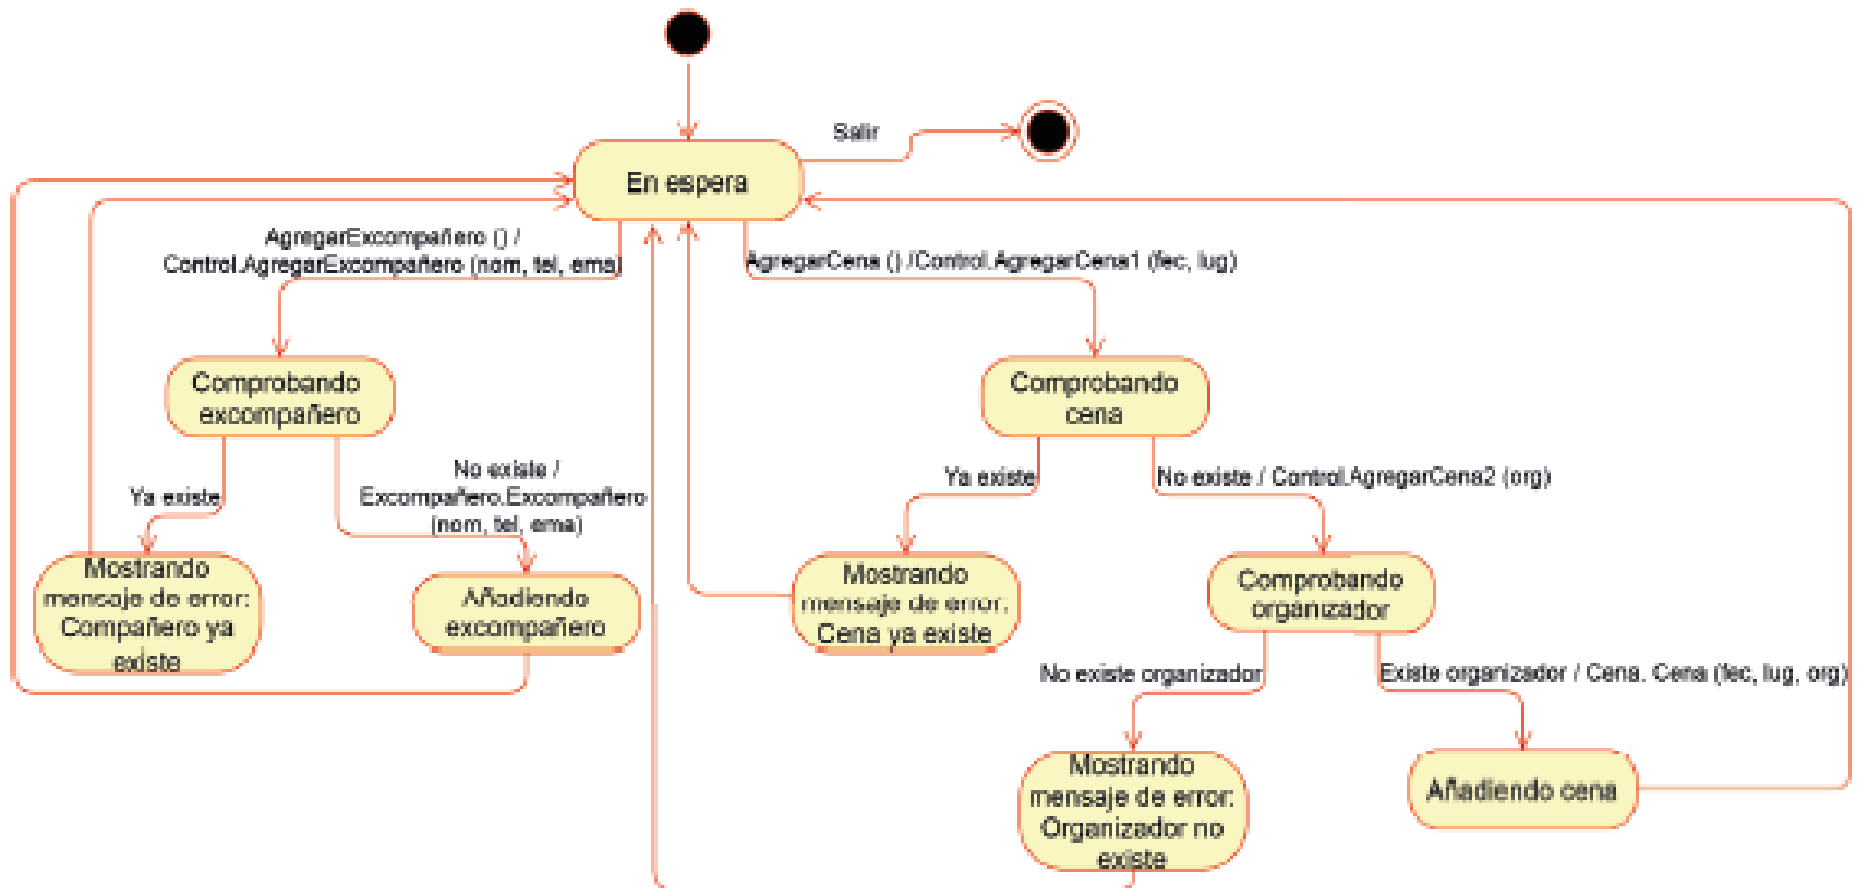 Salir
En espera
AgregarExcompañero () /
Control.AgregarExcompañero (nom, tel, ema)
AgregarCena () /Control.AgregarCena1 (fec, lug)
Comprobando
excompañero
Comprobando
cena
Ya existe
No existe /
Excompañero.Excompañero
(nom, tel, ema)
Ya existe
No existe / Control.AgregarCena2 (org)
Mostrando
mensaje de error:
Compañero ya
existe
Añadiendo
excompañero
Mostrando
mensaje de error:
Cena ya existe
Comprobando
organizador
No existe organizador
Existe organizador / Cena. Cena (fec, lug, org)
Mostrando
mensaje de error:
Organizador no
existe
Añadiendo cena